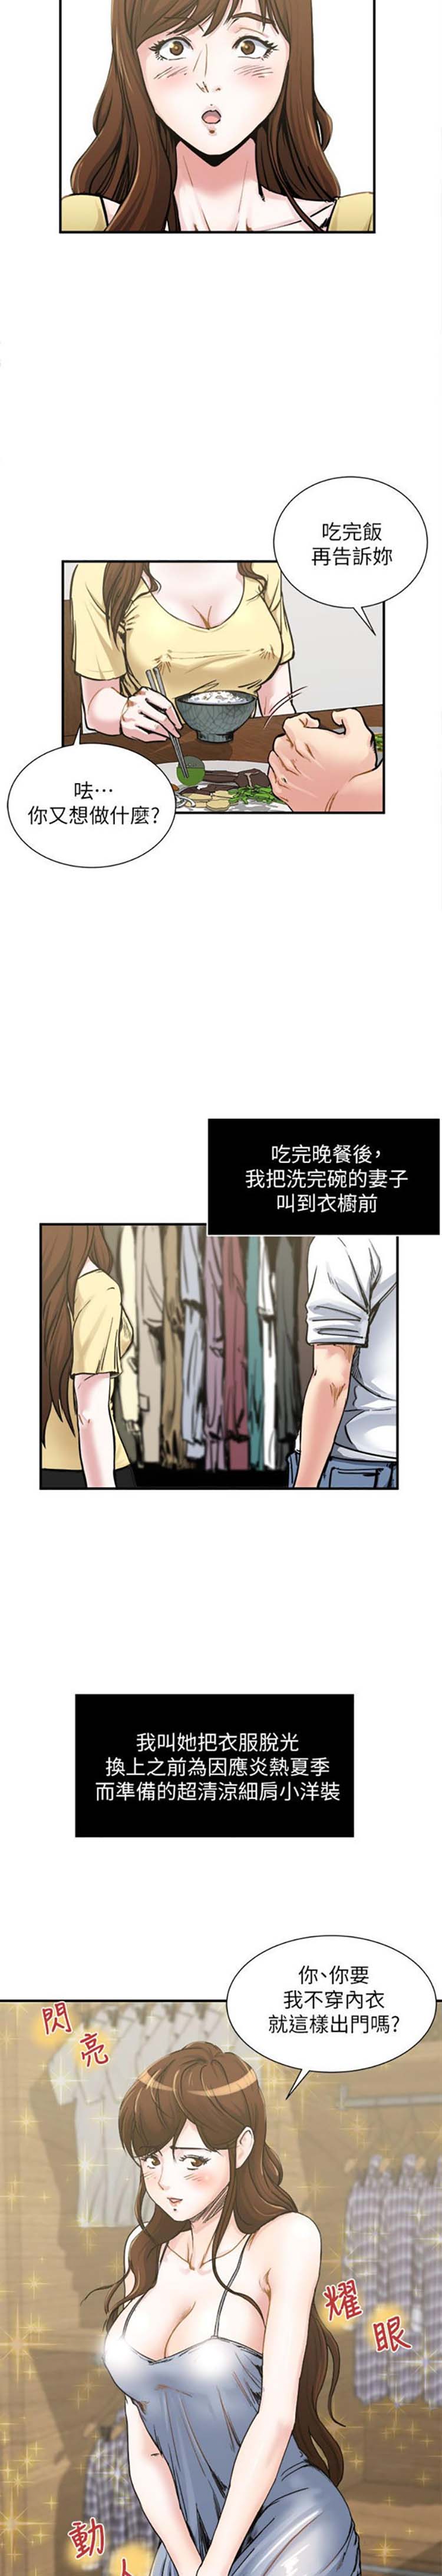 吃完飯
再告訴妳
呿⋯
你又想做什麼?
吃完晚餐後,
我把洗完碗的妻子
叫到衣櫥前
我叫她把衣服脫光
換上之前為因應炎熱夏季
而準備的超清涼細肩小洋裝
你、你要
我不穿內衣
就這樣出門嗎?
閃
亮
耀
眼
動
人